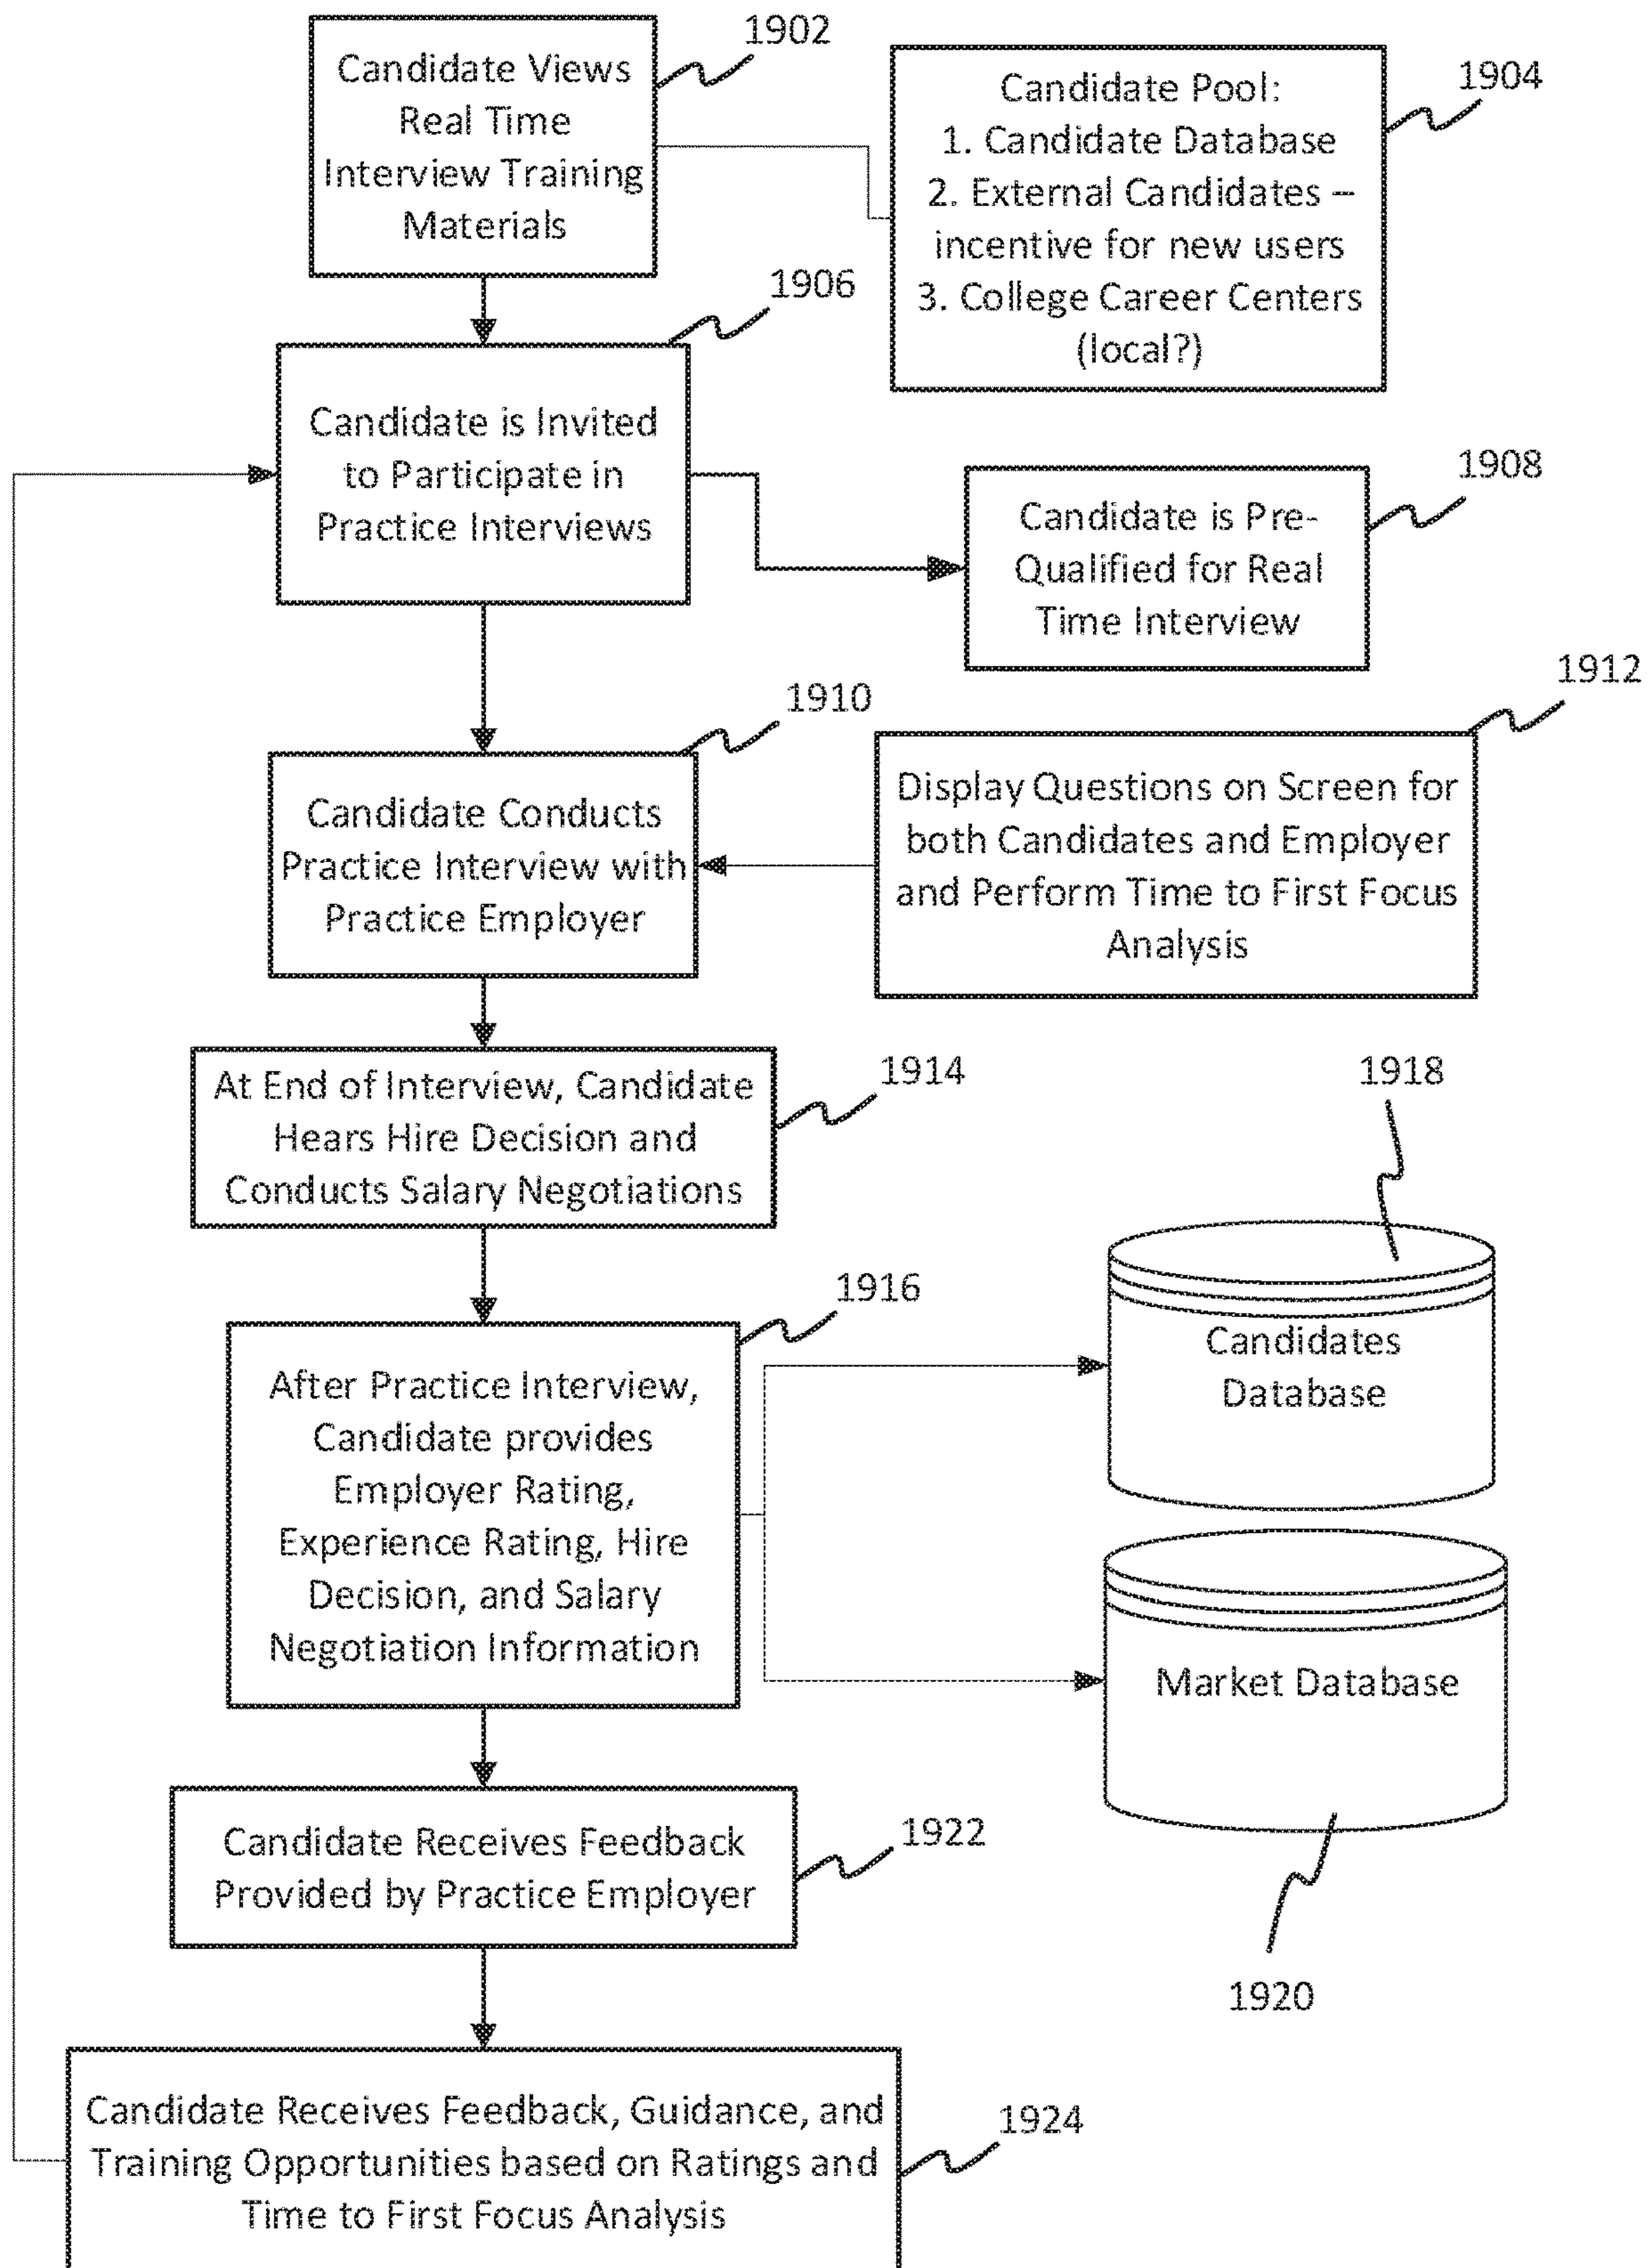 1902
Candidate Views
Real Time
Interview Training
Materials
1904
Candidate Pool:
1. Candidate Database
2. External Candidates –
incentive for new users
3. College Career Centers
(local?)
1906
Candidate is Invited
to Participate in
Practice Interviews
1908
Candidate is Pre-
Qualified for Real
Time Interview
1910
Candidate Conducts
Practice Interview with
Practice Employer
1912
Display Questions on Screen for
both Candidates and Employer
and Perform Time to First Focus
Analysis
1914
At End of Interview, Candidate
Hears Hire Decision and
Conducts Salary Negotiations
1916
After Practice Interview,
Candidate provides
Employer Rating,
Experience Rating, Hire
Decision, and Salary
Negotiation Information
1918
Candidates
Database
Market Database
1920
1922
Candidate Receives Feedback
Provided by Practice Employer
1924
Candidate Receives Feedback, Guidance, and
Training Opportunities based on Ratings and
Time to First Focus Analysis